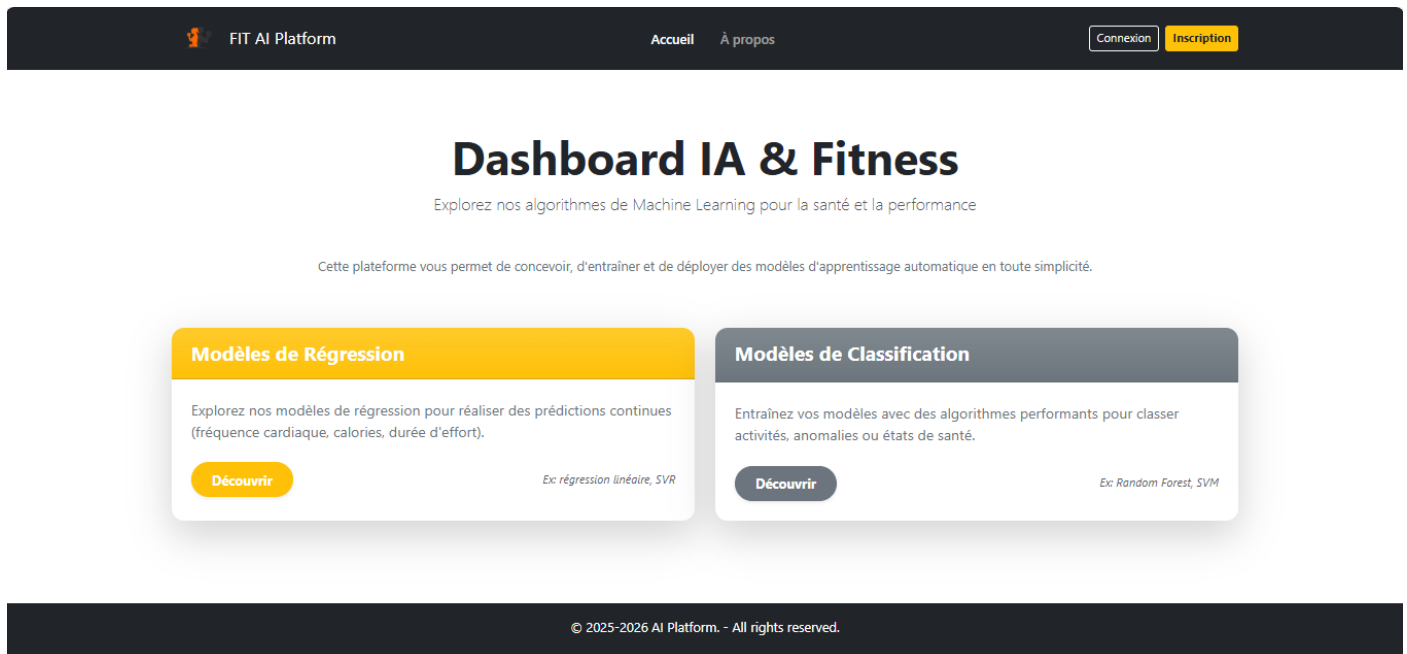 FIT AI Platform
Accueil
À propos
Connexion
Inscription
Dashboard IA & Fitness
Explorez nos algorithmes de Machine Learning pour la santé et la performance
Cette plateforme vous permet de concevoir, d'entraîner et de déployer des modèles d'apprentissage automatique en toute simplicité.
Modèles de Régression
Explorez nos modèles de régression pour réaliser des prédictions continues
(fréquence cardiaque, calories, durée d'effort).
Découvrir
Ex: régression linéaire, SVR
Modèles de Classification
Entraînez vos modèles avec des algorithmes performants pour classer
activités, anomalies ou états de santé.
Découvrir
Ex: Random Forest, SVM
© 2025-2026 AI Platform. - All rights reserved.